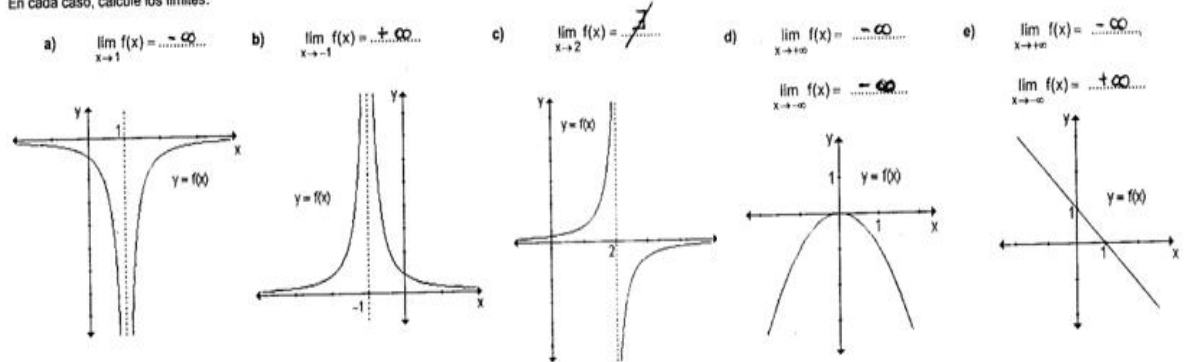 En cada caso, calcule los límites:
a) lim x→1 f(x) = -∞
b) lim x→-1 f(x) = +∞
c) lim x→2 f(x) = ∄
d) lim x→+∞ f(x) = -∞
lim x→-∞ f(x) = -∞
e) lim x→+∞ f(x) = -∞
lim x→-∞ f(x) = +∞
y
1
x
y = f(x)
y
y = f(x)
-1
x
y
y = f(x)
2
y
1
y = f(x)
1
x
y
y = f(x)
1
1
x